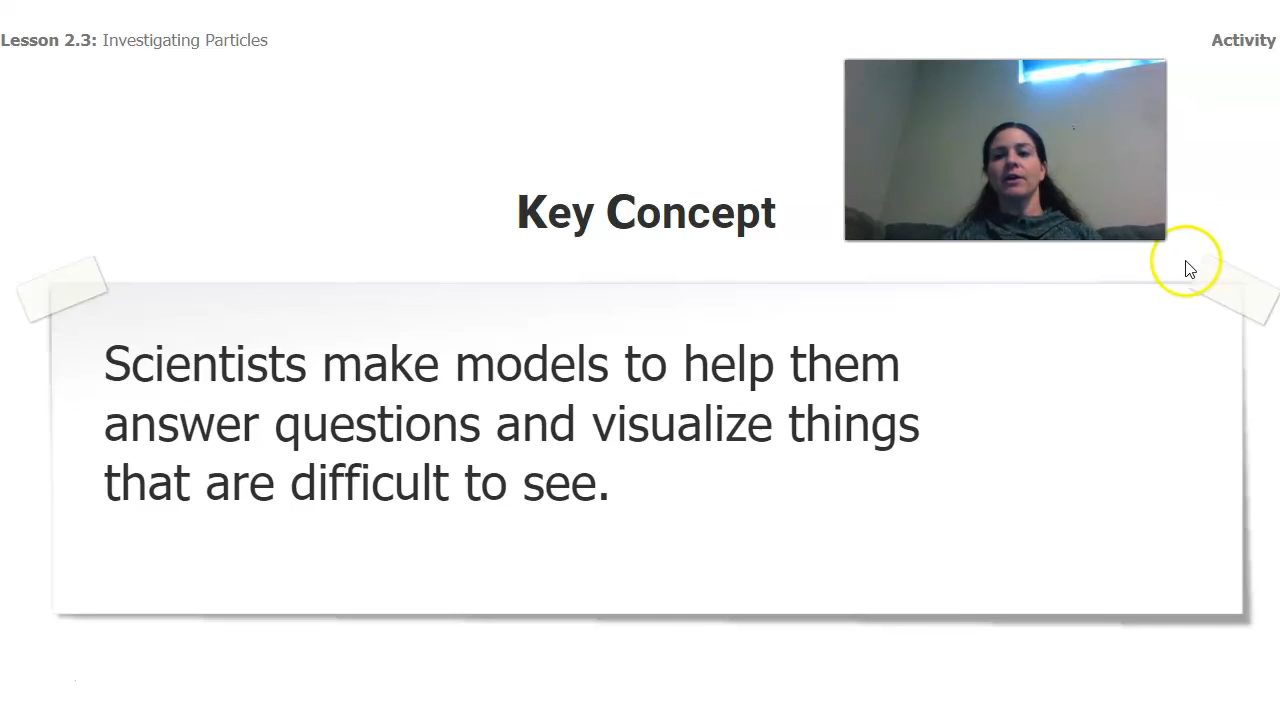 Lesson 2.3: Investigating Particles
Activity
Key Concept
Scientists make models to help them
answer questions and visualize things
that are difficult to see.